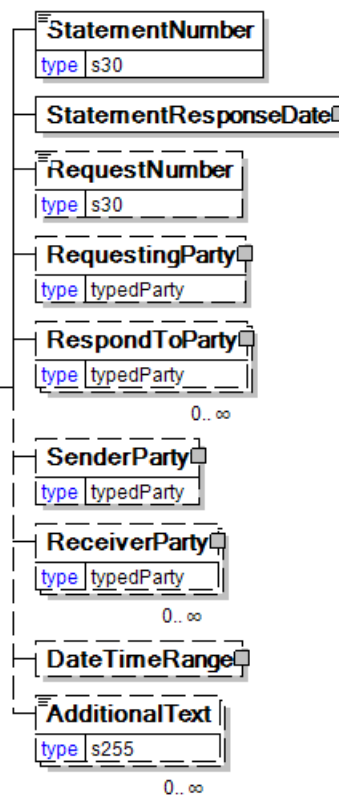 StatementNumber
type s30
StatementResponseDate
RequestNumber
type s30
RequestingParty
type typedParty
RespondToParty
type typedParty
0.. ∞
SenderParty
type typedParty
ReceiverParty
type typedParty
0.. ∞
DateTimeRange
AdditionalText
type s255
0.. ∞